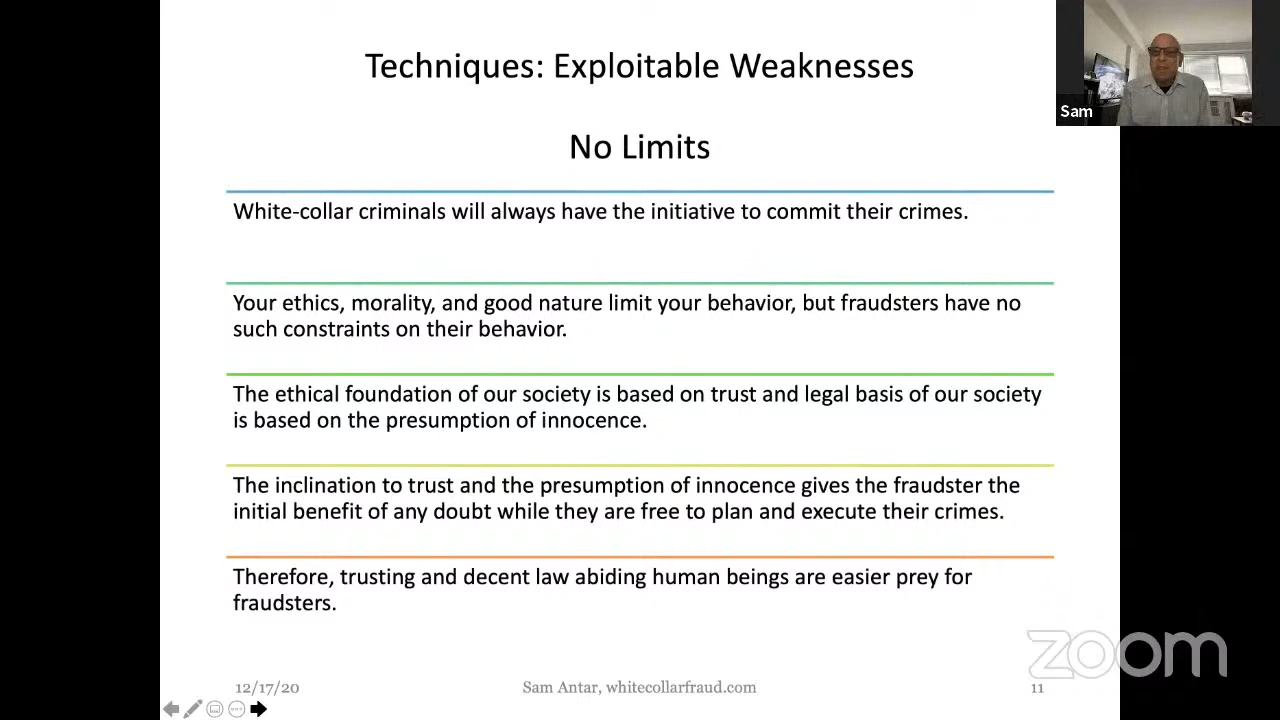 Techniques: Exploitable Weaknesses
No Limits
Sam
White-collar criminals will always have the initiative to commit their crimes.
Your ethics, morality, and good nature limit your behavior, but fraudsters have no
such constraints on their behavior.
The ethical foundation of our society is based on trust and legal basis of our society
is based on the presumption of innocence.
The inclination to trust and the presumption of innocence gives the fraudster the
initial benefit of any doubt while they are free to plan and execute their crimes.
Therefore, trusting and decent law abiding human beings are easier prey for
fraudsters.
zoom
12/17/20
Sam Antar, whitecollarfraud.com
11